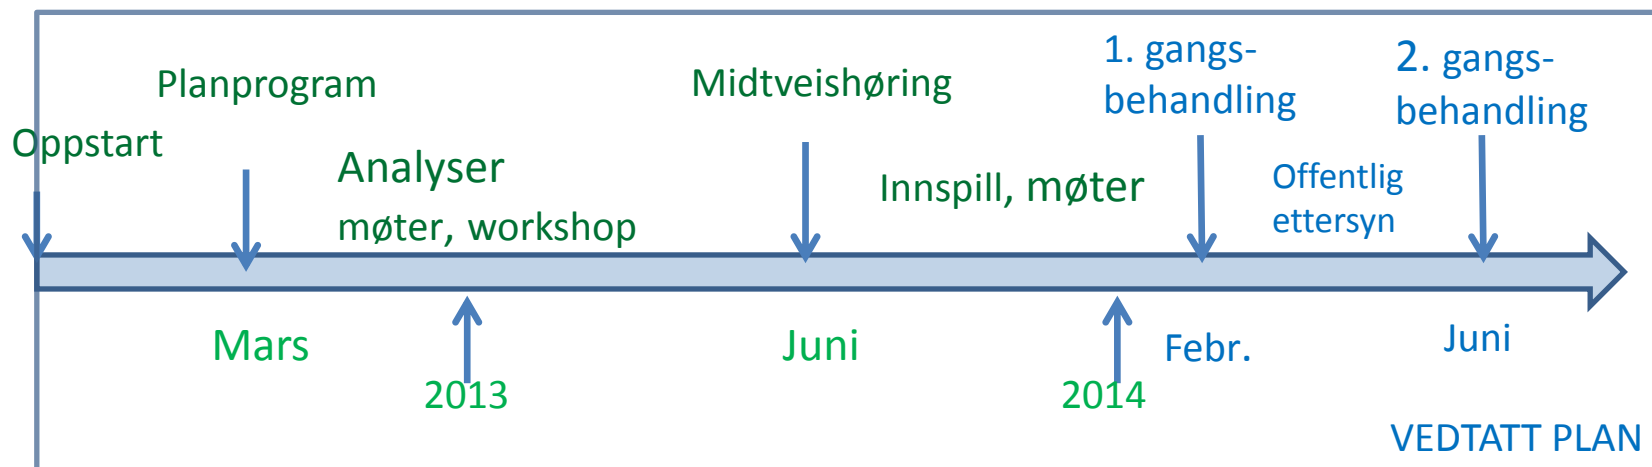 Oppstart
Planprogram
Analyser
møter, workshop
Midtveishøring
Innspill, møter
1. gangs-
behandling
Offentlig
ettersyn
2. gangs-
behandling
Mars
2013
Juni
2014
Febr.
Juni
VEDTATT PLAN